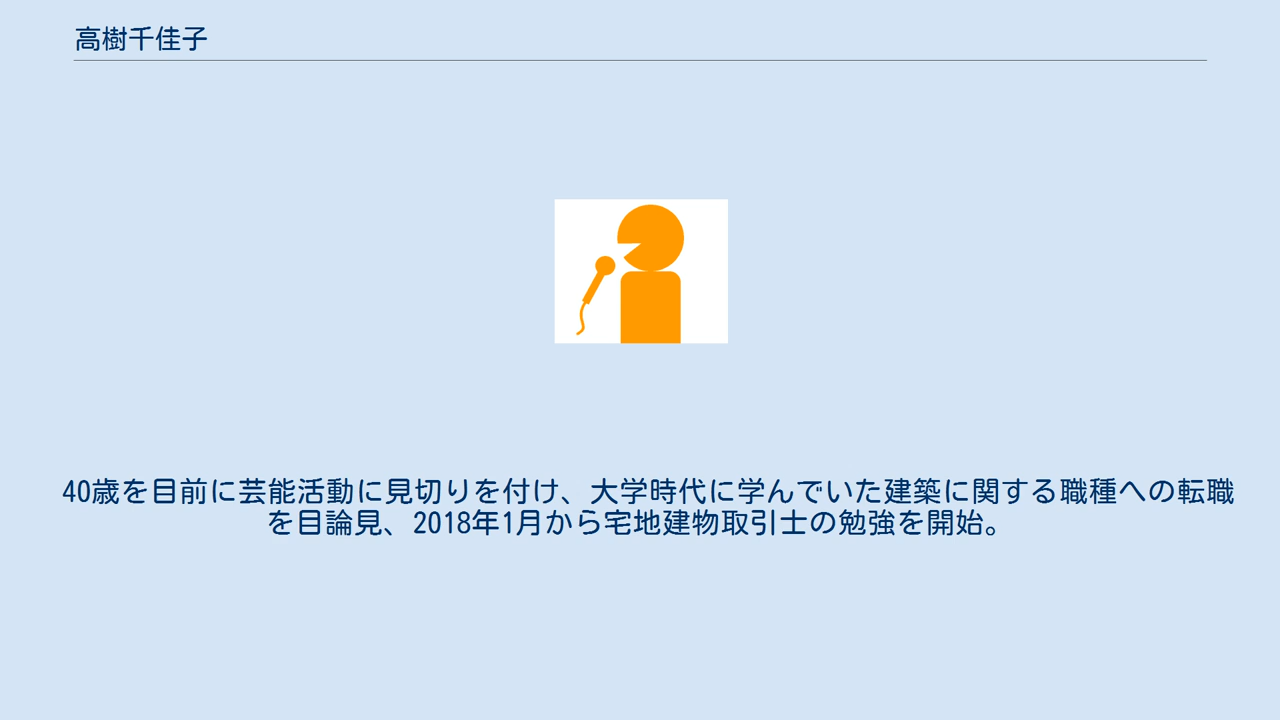 高樹千佳子
40歳を目前に芸能活動に見切りを付け、大学時代に学んでいた建築に関する職種への転職
を目論見、2018年1月から宅地建物取引士の勉強を開始。